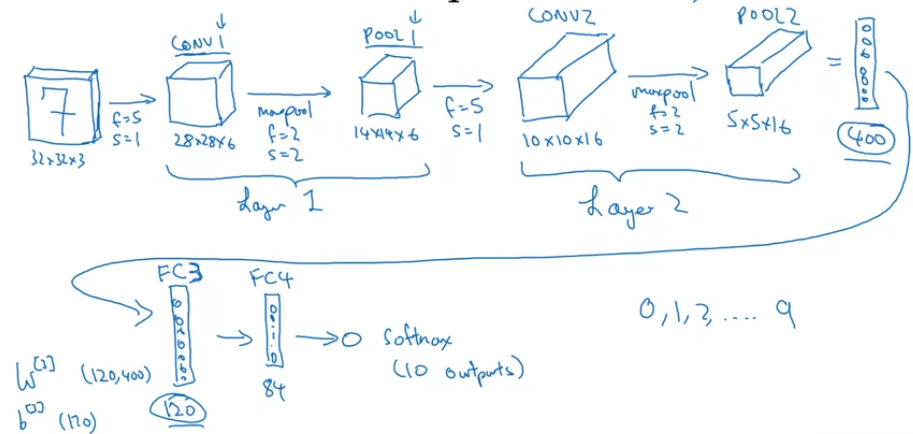 CONV1
POOL1
CONV2
POOL2
7
f=5
s=1
maxpool
f=2
s=2
f=5
s=1
maxpool
f=2
s=2
=
32×32×3
28×28×6
14×14×6
10×10×16
5×5×16
400
Layer 1
Layer 2
FC3
FC4
0,1,2,.... 9
Softmax
(10 outputs)
W[3] (120,400)
120
84
(120)